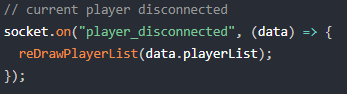 // current player disconnected
socket.on("player_disconnected", (data) => {
  reDrawPlayerList(data.playerList);
});